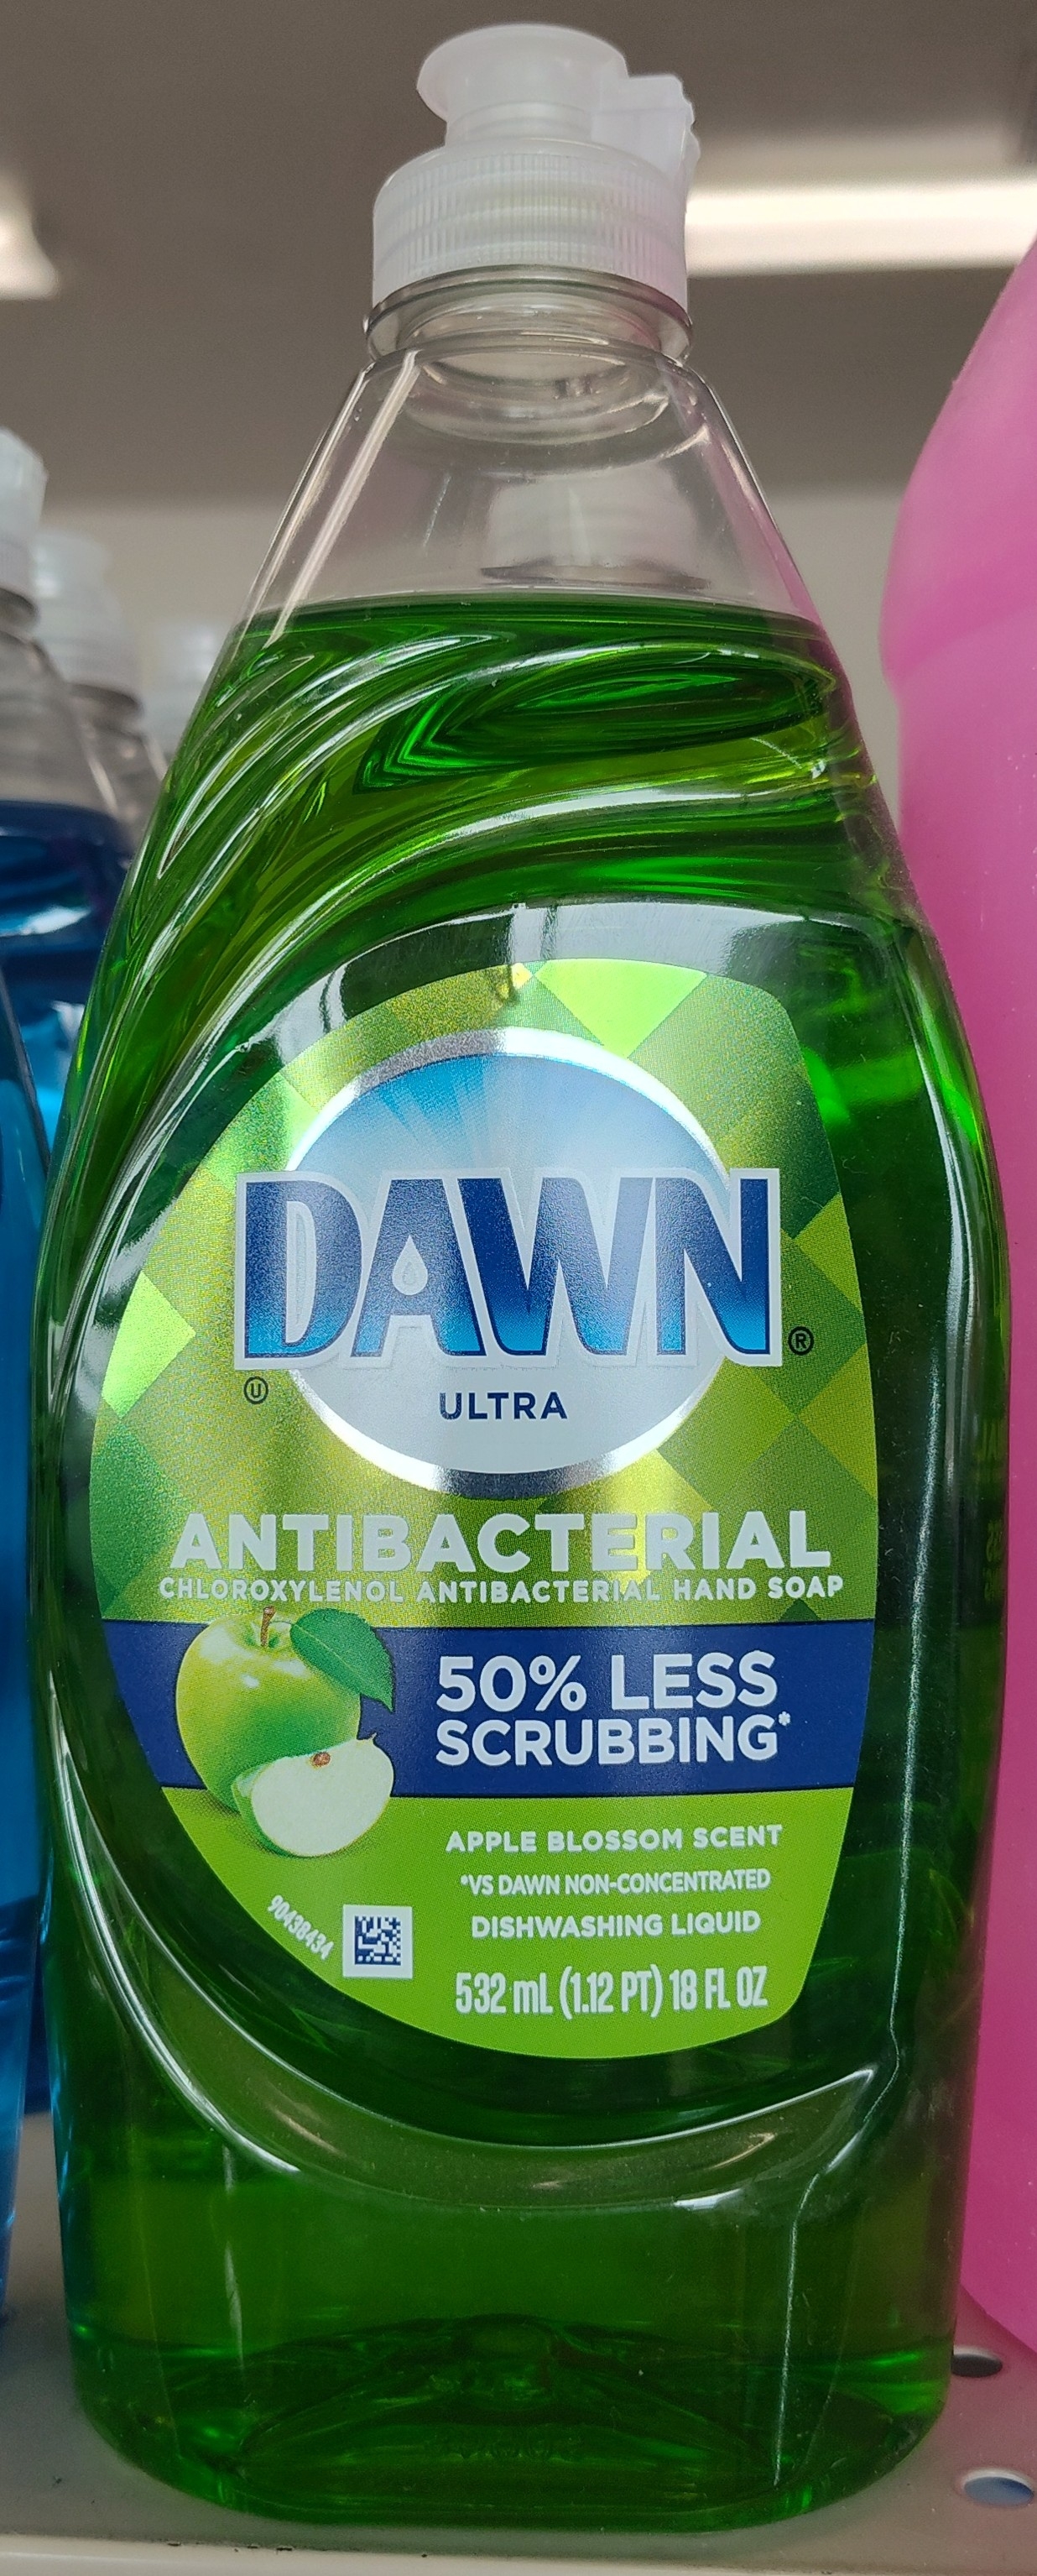 DAWN®
Ⓤ
ULTRA
ANTIBACTERIAL
CHLOROXYLENOL ANTIBACTERIAL HAND SOAP
50% LESS
SCRUBBING*
APPLE BLOSSOM SCENT
*VS DAWN NON-CONCENTRATED
DISHWASHING LIQUID
90438434
532 mL (1.12 PT) 18 FL OZ